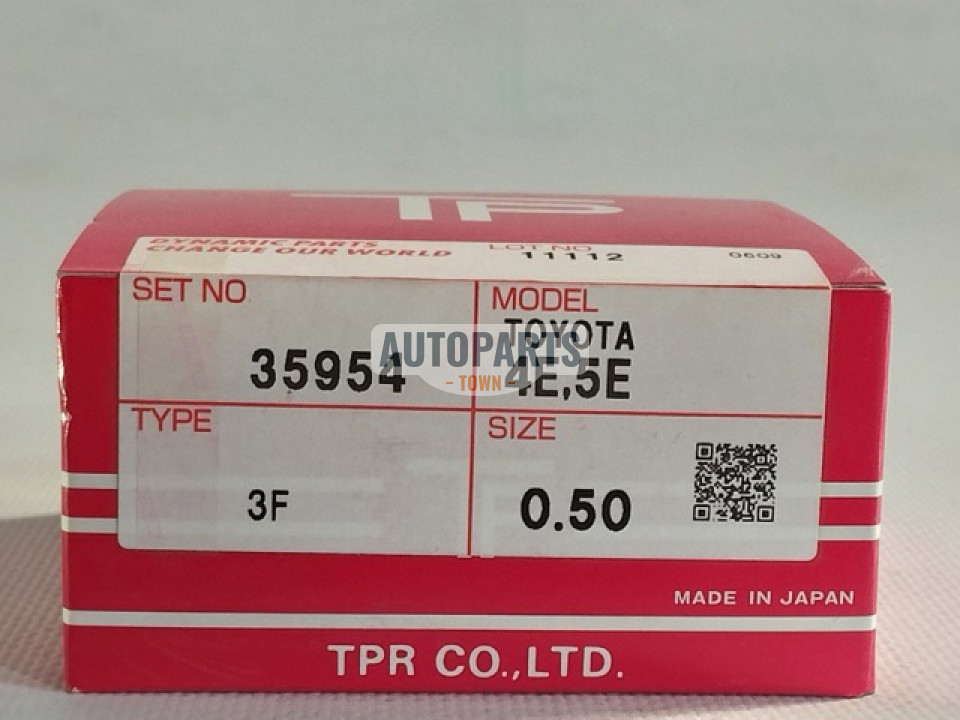 TP
DYNAMIC PARTS
CHANGE OUR WORLD
LOT NO
11112
0609
SET NO
35954
MODEL
TOYOTA
4E,5E
AUTOPARTS
- TOWN -
TYPE
3F
SIZE
0.50
MADE IN JAPAN
TPR CO.,LTD.